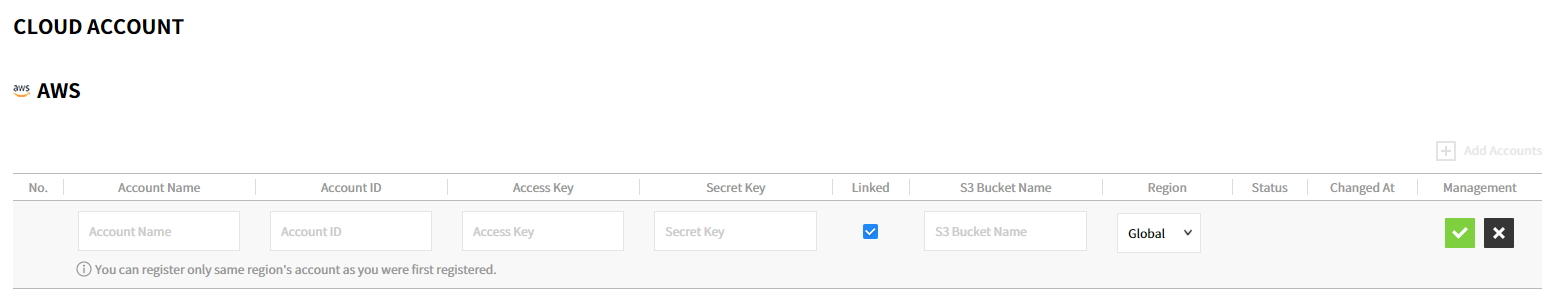 CLOUD ACCOUNT
aws AWS
Add Accounts
No. Account Name Account ID Access Key Secret Key Linked S3 Bucket Name Region Status Changed At Management
Account Name Account ID Access Key Secret Key S3 Bucket Name Global
You can register only same region's account as you were first registered.